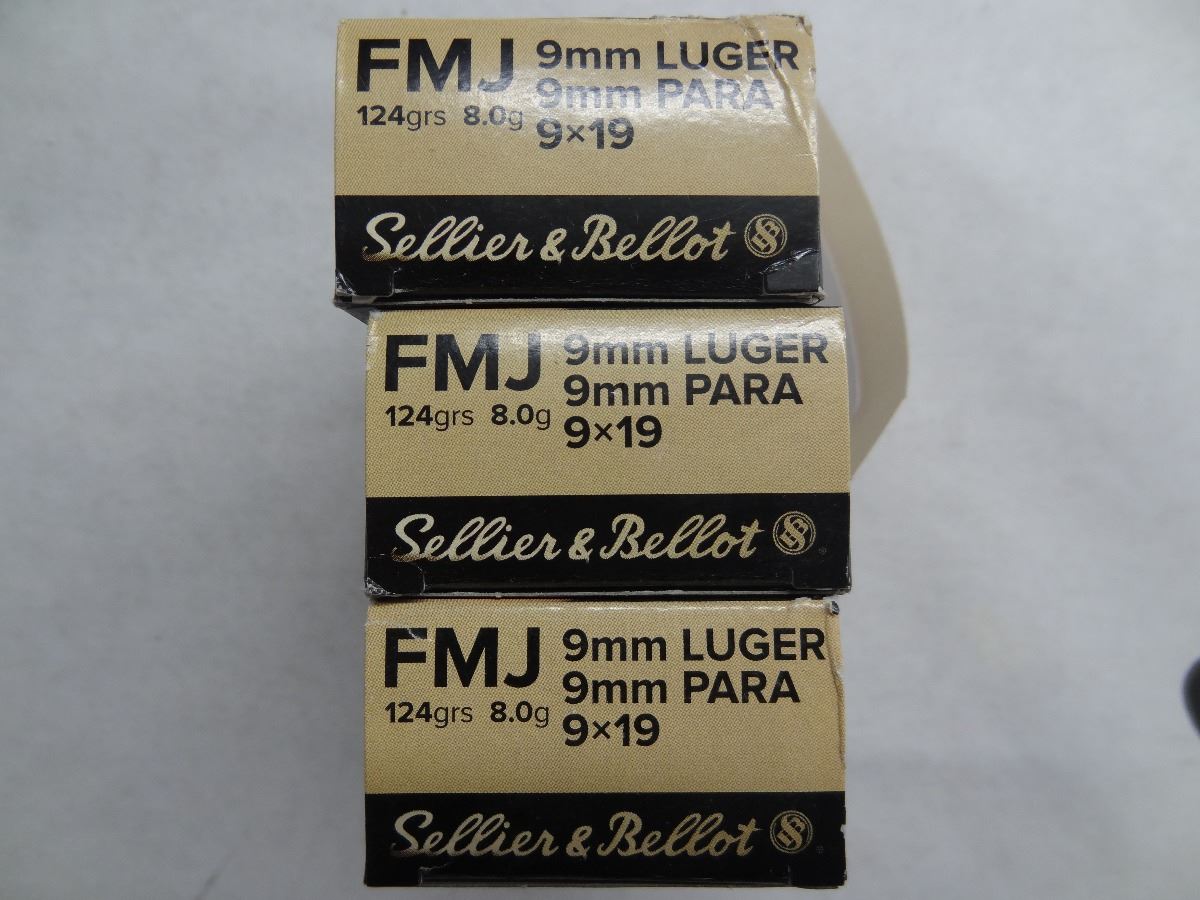 FMJ 9mm LUGER
9mm PARA
124grs 8.0g 9×19
Sellier & Bellot
FMJ 9mm LUGER
9mm PARA
124grs 8.0g 9×19
Sellier & Bellot
FMJ 9mm LUGER
9mm PARA
124grs 8.0g 9×19
Sellier & Bellot